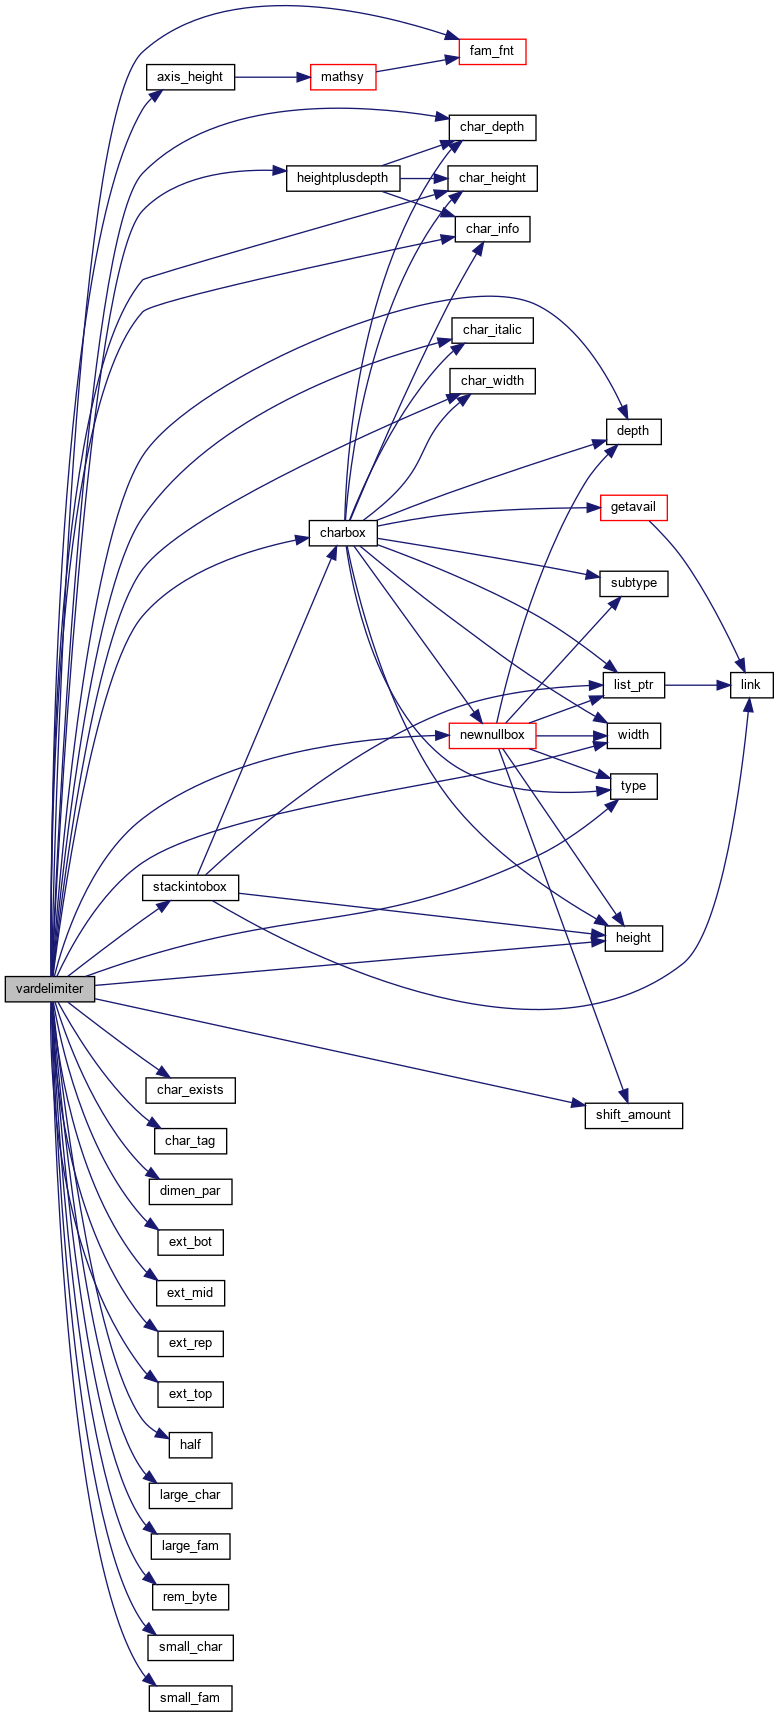 fam_fnt
axis_height
mathsy
char_depth
heightplusdepth
char_height
char_info
char_italic
char_width
depth
getavail
charbox
subtype
list_ptr
link
newnullbox
width
type
stackintobox
height
vardelimiter
char_exists
shift_amount
char_tag
dimen_par
ext_bot
ext_mid
ext_rep
ext_top
half
large_char
large_fam
rem_byte
small_char
small_fam